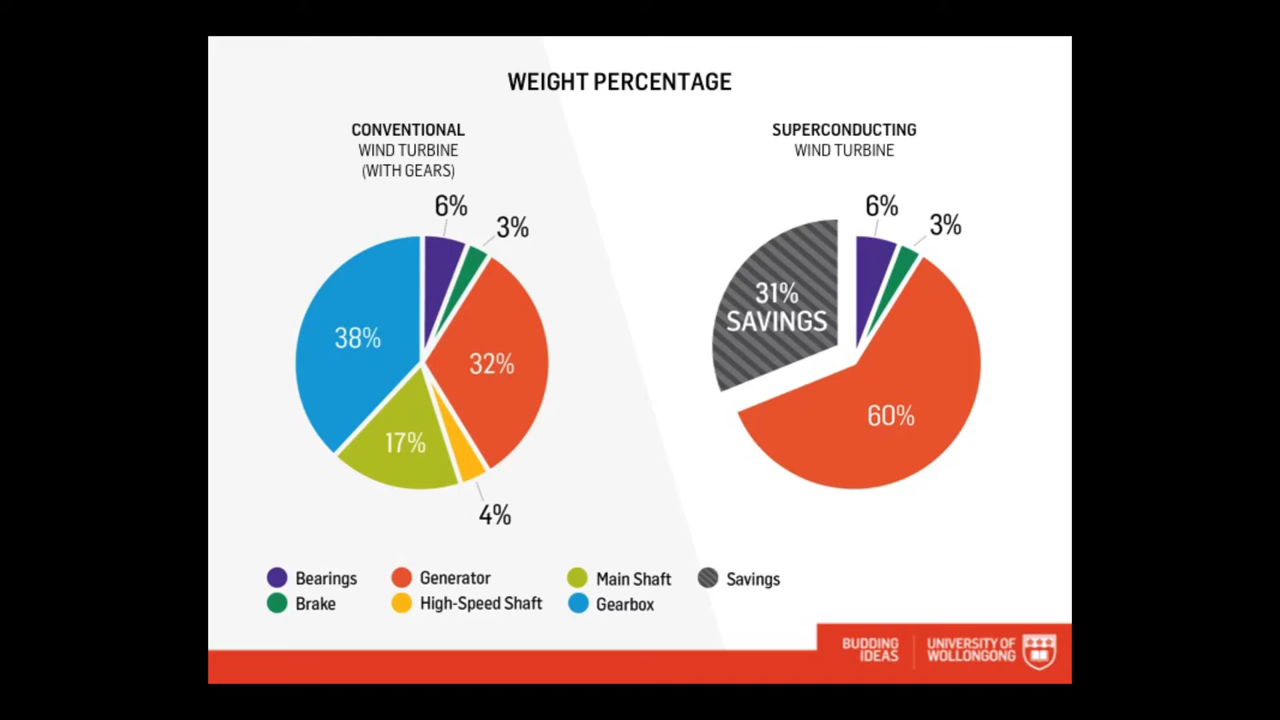 WEIGHT PERCENTAGE
CONVENTIONAL
WIND TURBINE
(WITH GEARS)
6%
3%
38%
32%
17%
4%
SUPERCONDUCTING
WIND TURBINE
6%
3%
31%
SAVINGS
60%
Bearings
Generator
Main Shaft
Savings
Brake
High-Speed Shaft
Gearbox
BUDDING
IDEAS
UNIVERSITY OF
WOLLONGONG